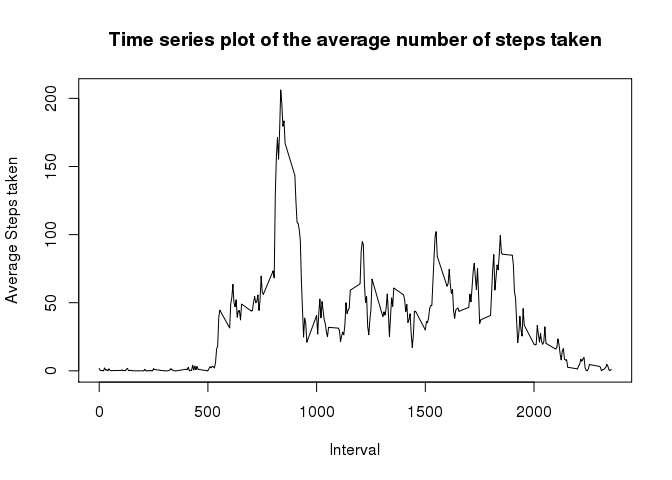 Time series plot of the average number of steps taken
Average Steps taken
200
150
100
50
0
0 500 1000 1500 2000
Interval